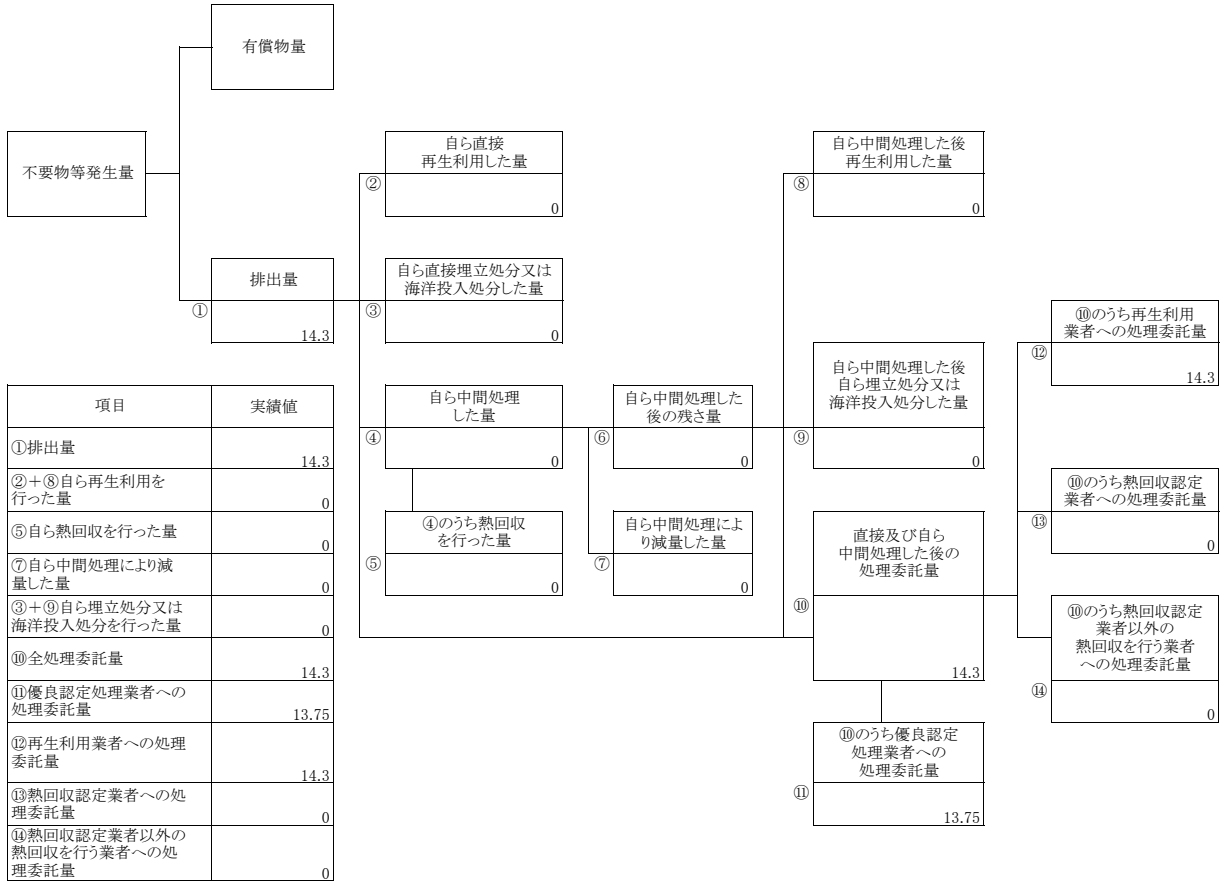 有償物量
不要物等発生量
自ら直接
再生利用した量
②
0
自ら中間処理した後
再生利用した量
⑧
0
排出量
①
14.3
自ら直接埋立処分又は
海洋投入処分した量
③
0
⑩のうち再生利用
業者への処理委託量
⑫
14.3
自ら中間処理した後
自ら埋立処分又は
海洋投入処分した量
⑨
0
自ら中間処理
した量
④
0
自ら中間処理した
後の残さ量
⑥
0
⑩のうち熱回収認定
業者への処理委託量
⑬
0
④のうち熱回収
を行った量
⑤
0
自ら中間処理によ
り減量した量
⑦
0
直接及び自ら
中間処理した後の
処理委託量
⑩
14.3
⑩のうち熱回収認定
業者以外の
熱回収を行う業者
への処理委託量
⑭
0
⑩のうち優良認定
処理業者への
処理委託量
⑪
13.75
項目 実績値
①排出量
14.3
②＋⑧自ら再生利用を
行った量
0
⑤自ら熱回収を行った量
0
⑦自ら中間処理により減
量した量
0
③＋⑨自ら埋立処分又は
海洋投入処分を行った量
0
⑩全処理委託量
14.3
⑪優良認定処理業者への
処理委託量
13.75
⑫再生利用業者への処理
委託量
14.3
⑬熱回収認定業者への処
理委託量
0
⑭熱回収認定業者以外の
熱回収を行う業者への処
理委託量
0